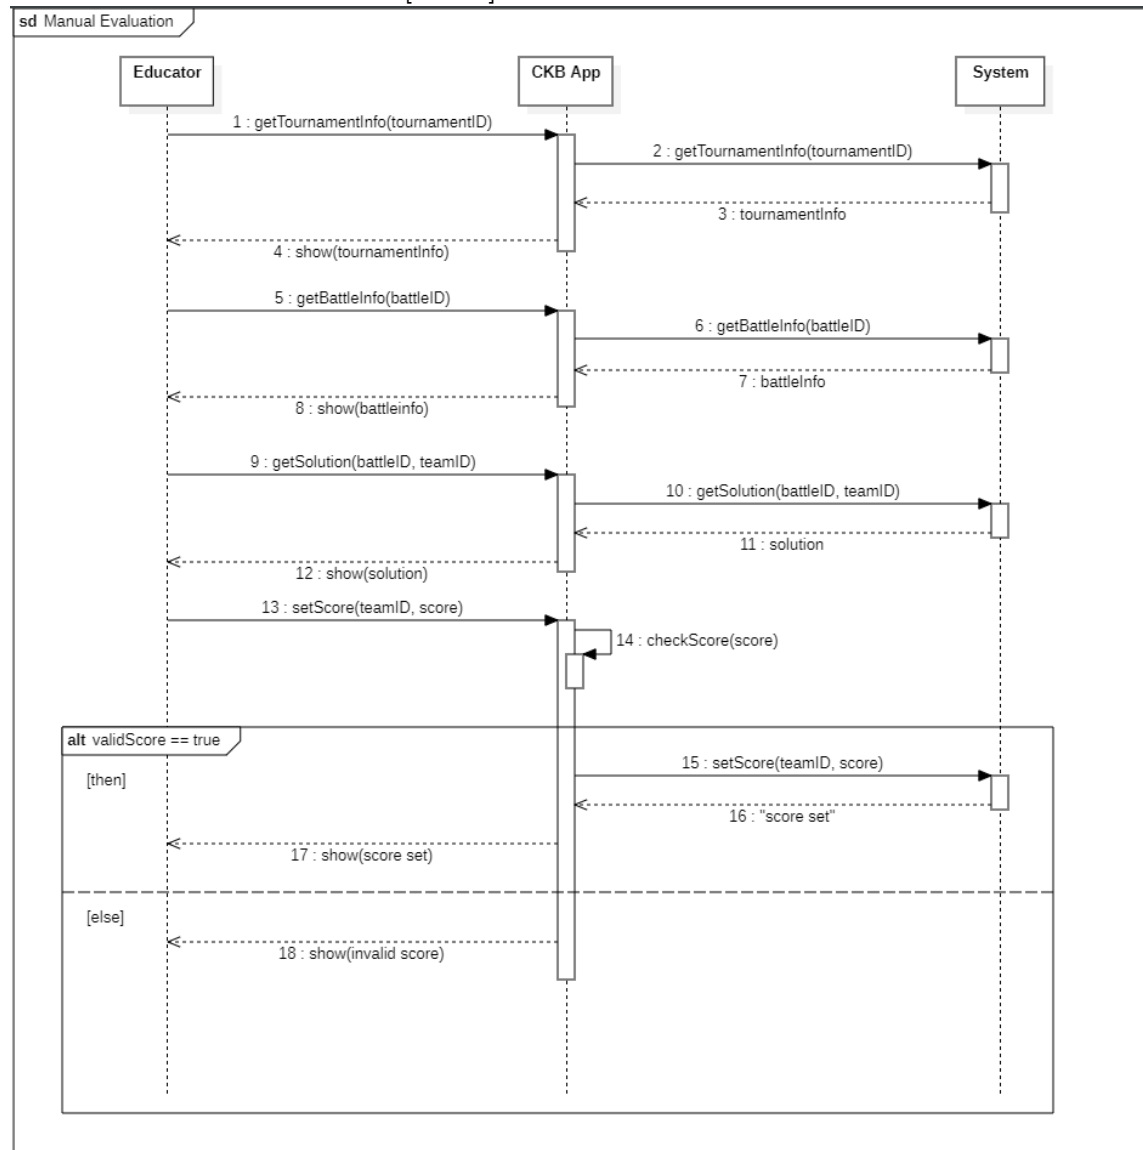 sd Manual Evaluation
Educator
CKB App
System
1 : getTournamentInfo(tournamentID)
2 : getTournamentInfo(tournamentID)
3 : tournamentInfo
4 : show(tournamentInfo)
5 : getBattleInfo(battleID)
6 : getBattleInfo(battleID)
7 : battleInfo
8 : show(battleinfo)
9 : getSolution(battleID, teamID)
10 : getSolution(battleID, teamID)
11 : solution
12 : show(solution)
13 : setScore(teamID, score)
14 : checkScore(score)
alt validScore == true
[then]
15 : setScore(teamID, score)
16 : "score set"
17 : show(score set)
[else]
18 : show(invalid score)